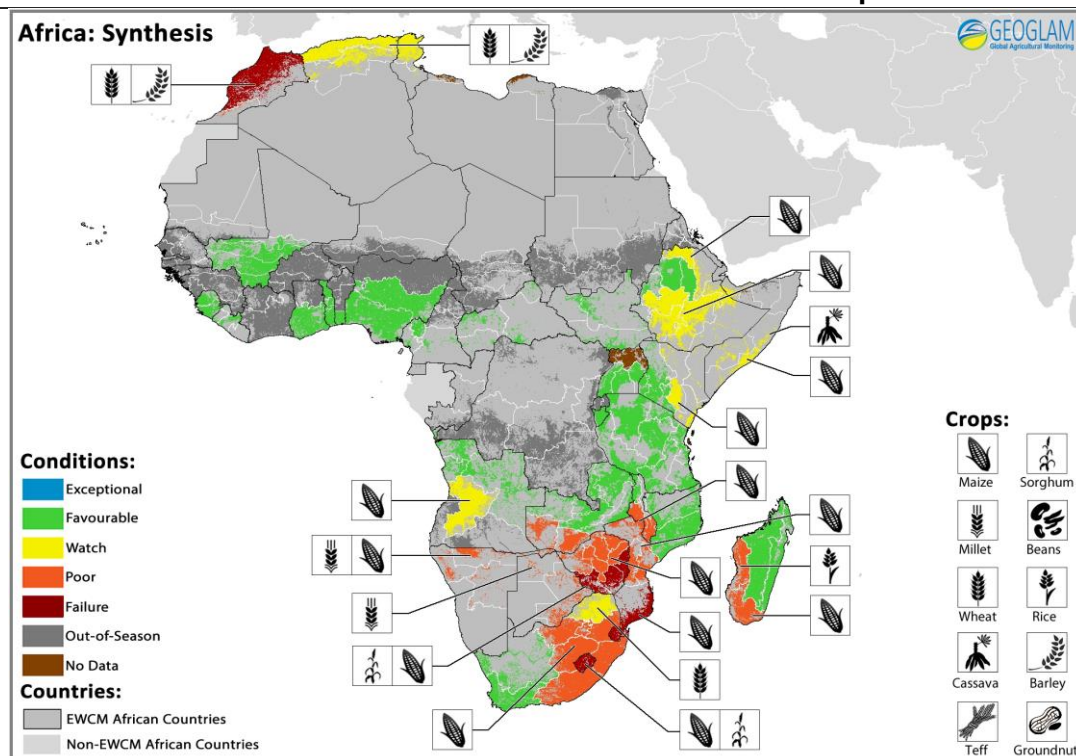 Africa: Synthesis
GEOGLAM
Global Agricultural Monitoring
Conditions:
Exceptional
Favourable
Watch
Poor
Failure
Out-of-Season
No Data
Countries:
EWCM African Countries
Non-EWCM African Countries
Crops:
Maize
Sorghum
Millet
Beans
Wheat
Rice
Cassava
Barley
Teff
Groundnut